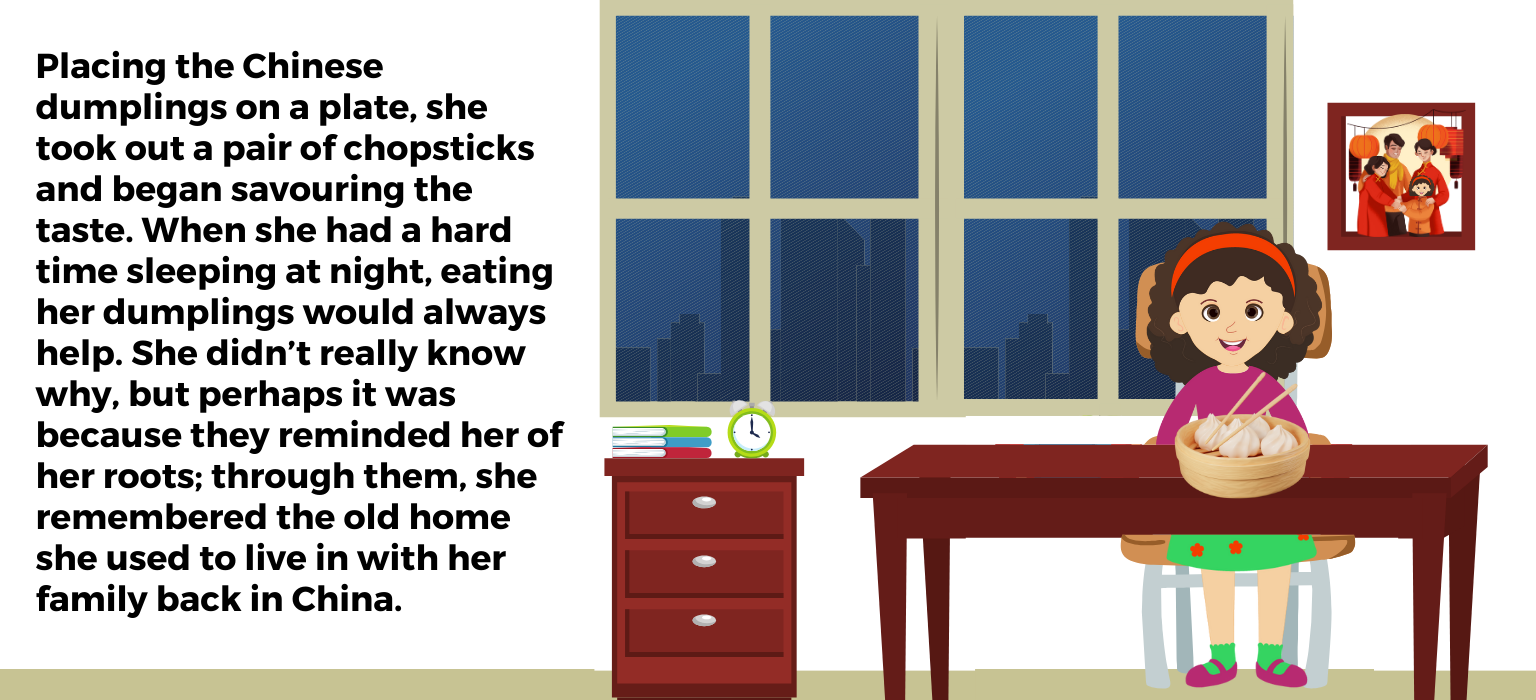 Placing the Chinese
dumplings on a plate, she
took out a pair of chopsticks
and began savouring the
taste. When she had a hard
time sleeping at night, eating
her dumplings would always
help. She didn’t really know
why, but perhaps it was
because they reminded her of
her roots; through them, she
remembered the old home
she used to live in with her
family back in China.